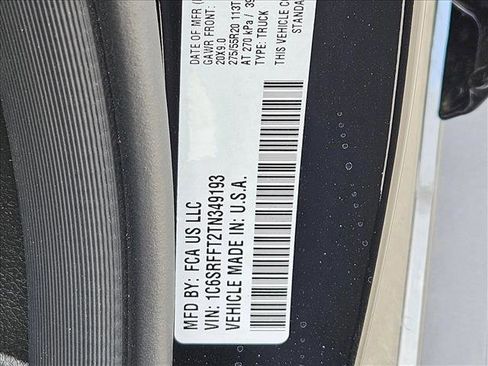 MFD BY: FCA US LLC
VIN: 1C6SRFFT2TN349193
VEHICLE MADE IN: U.S.A.
DATE OF MFR
GAWR FRONT:
20X9.0
275/55R20 113T
AT 270 kPa /
TYPE: TRUCK
THIS VEHICLE
STANDA